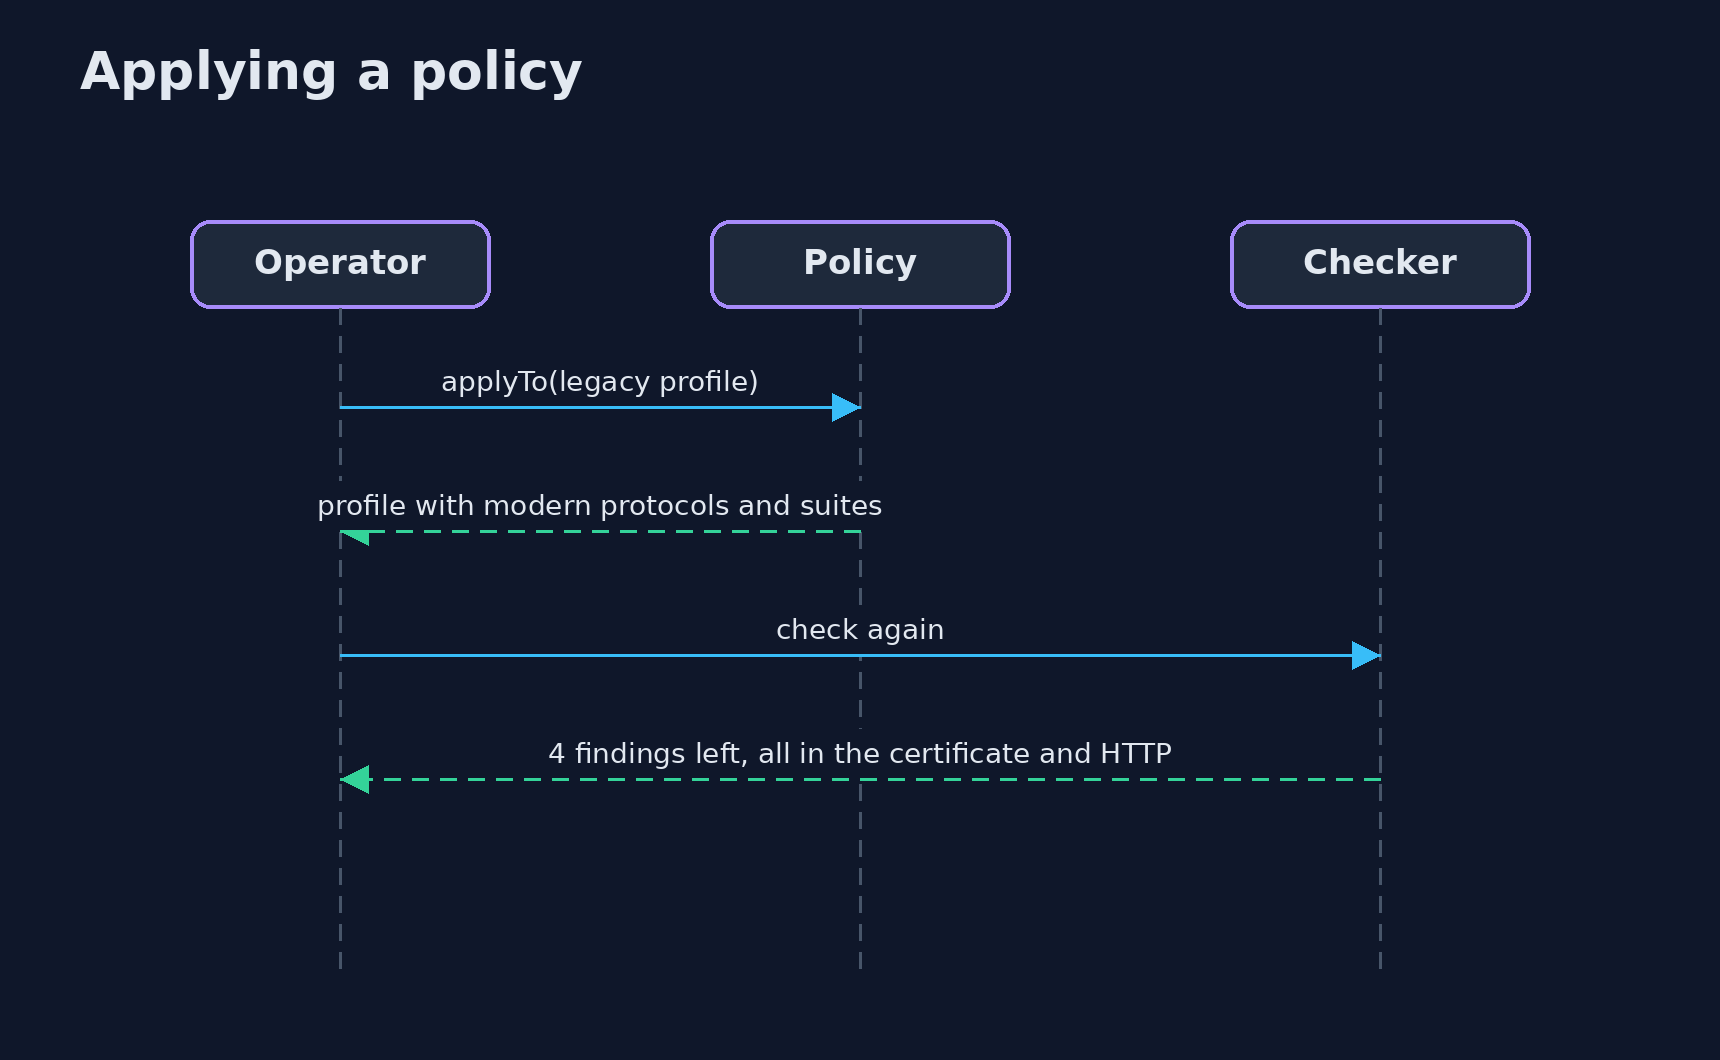 Applying a policy
Operator
Policy
Checker
applyTo(legacy profile)
profile with modern protocols and suites
check again
4 findings left, all in the certificate and HTTP